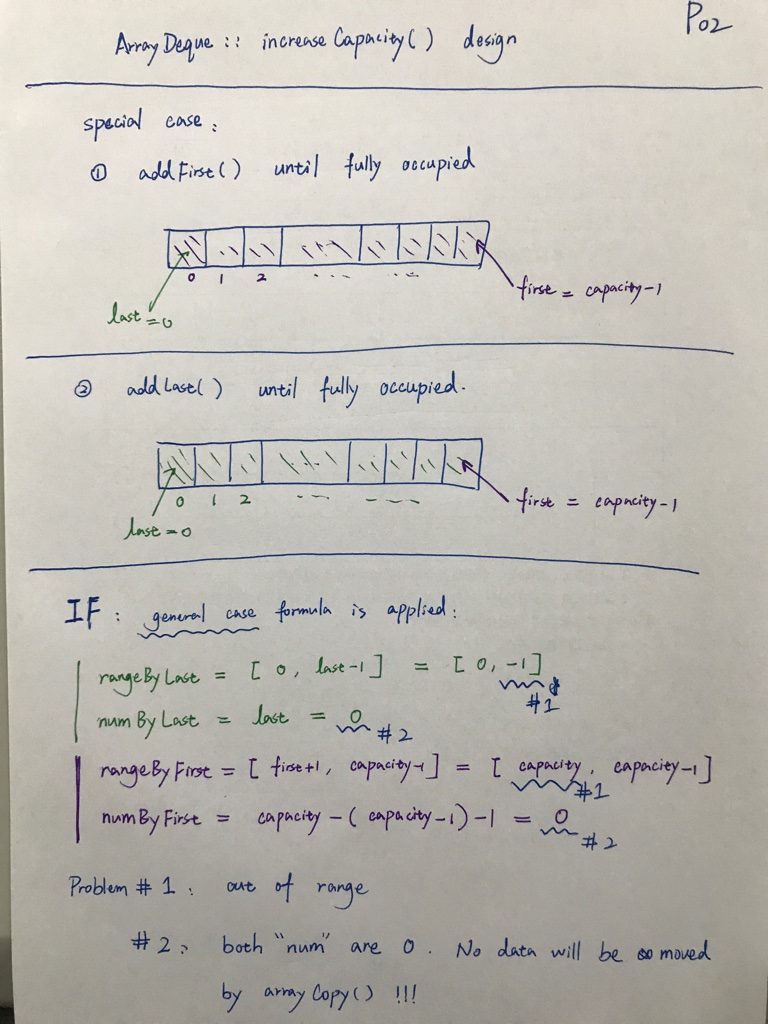 P02
ArrayDeque :: increaseCapacity() design
special case:
① addFirst() until fully occupied
0 1 2 ... ...
last = 0
first = capacity-1
② addLast() until fully occupied.
0 1 2 --- ----
last = 0
first = capacity-1
IF : general case formula is applied:
rangeByLast = [ 0, last-1 ] = [ 0, -1 ]
#1
numByLast = last = 0 #2
rangeByFirst = [ first+1, capacity-1 ] = [ capacity, capacity-1 ]
#1
numByFirst = capacity - ( capacity-1 ) - 1 = 0
#2
Problem # 1: out of range
# 2: both "num" are 0. No data will be moved
by arrayCopy() !!!